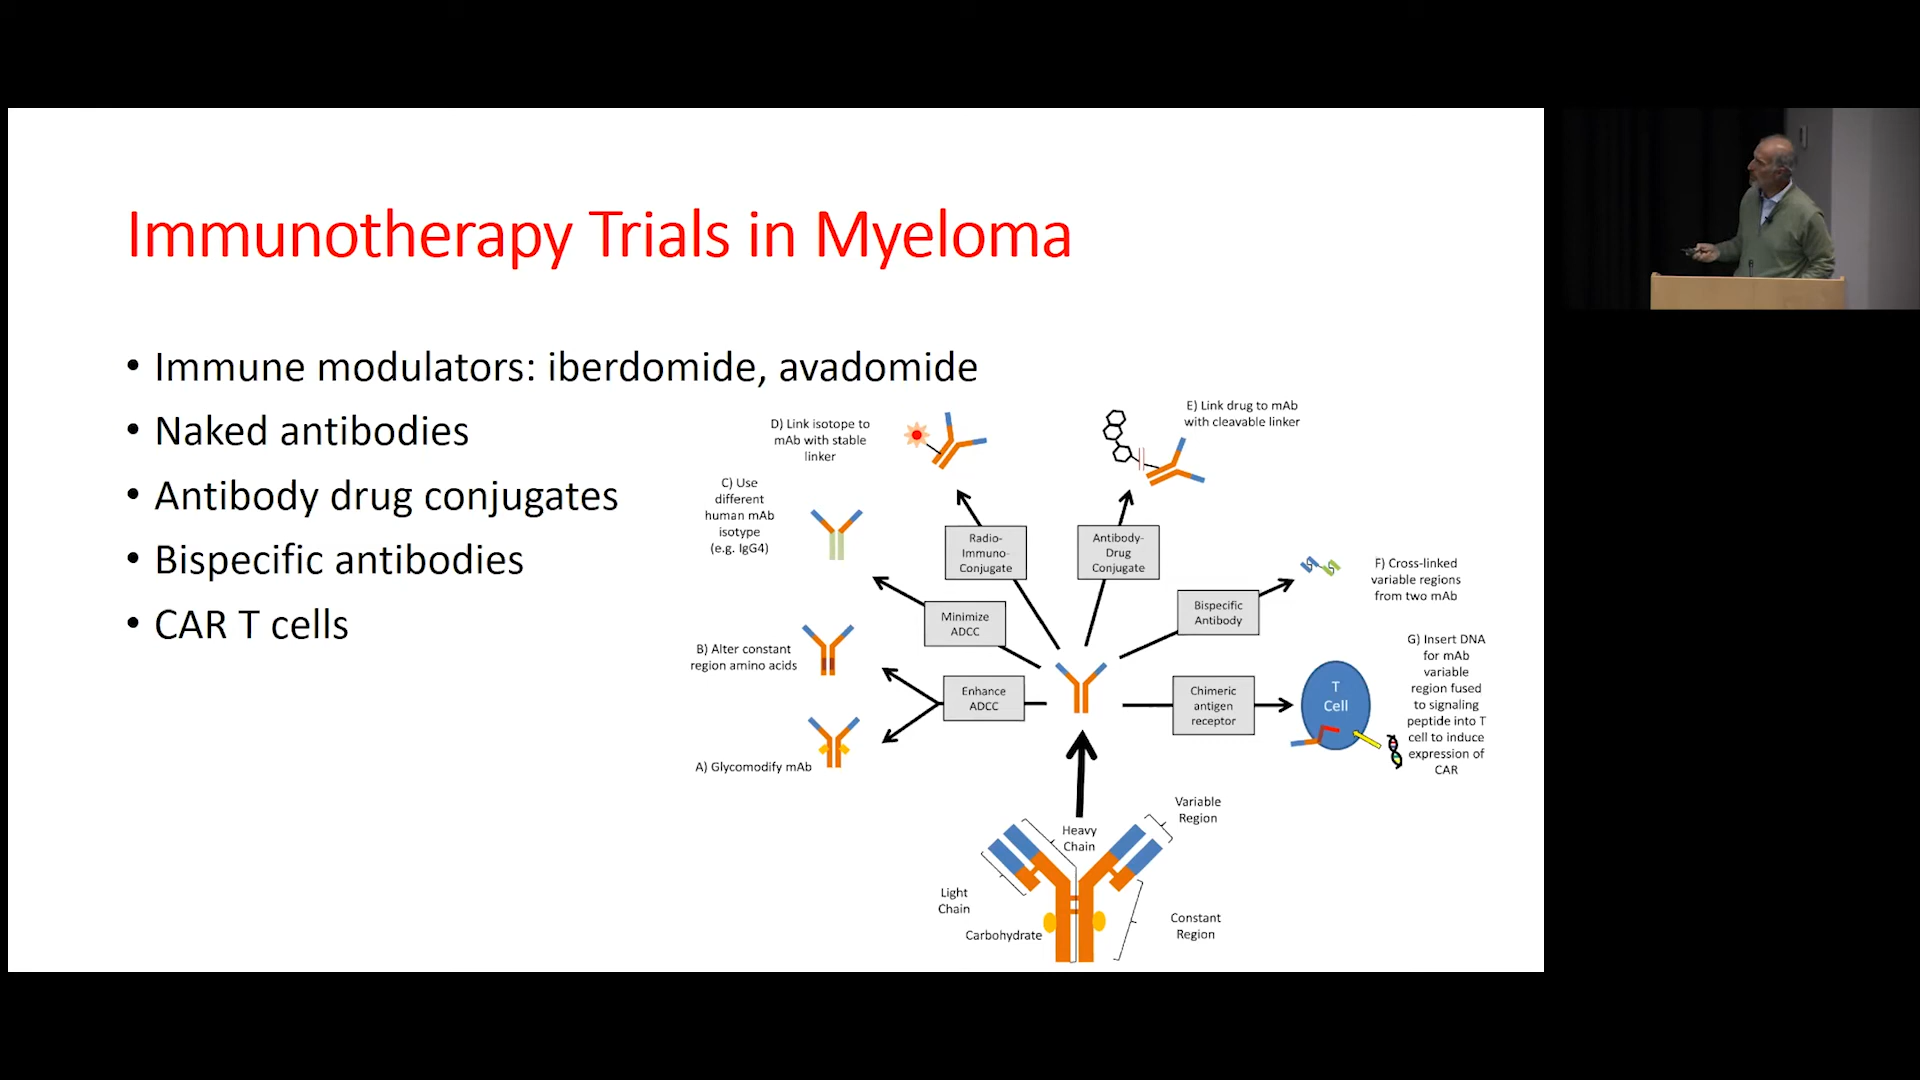 Immunotherapy Trials in Myeloma
• Immune modulators: iberdomide, avadomide
• Naked antibodies
• Antibody drug conjugates
• Bispecific antibodies
• CAR T cells
D) Link isotope to
mAb with stable
linker
E) Link drug to mAb
with cleavable linker
C) Use
different
human mAb
isotype
(e.g. IgG4)
Radio-
Immuno-
Conjugate
Antibody-
Drug
Conjugate
F) Cross-linked
variable regions
from two mAb
Minimize
ADCC
Bispecific
Antibody
B) Alter constant
region amino acids
G) Insert DNA
for mAb
variable
region fused
to signaling
peptide into T
cell to induce
expression of
CAR
Enhance
ADCC
Chimeric
antigen
receptor
T
Cell
A) Glycomodify mAb
Variable
Region
Heavy
Chain
Light
Chain
Carbohydrate
Constant
Region